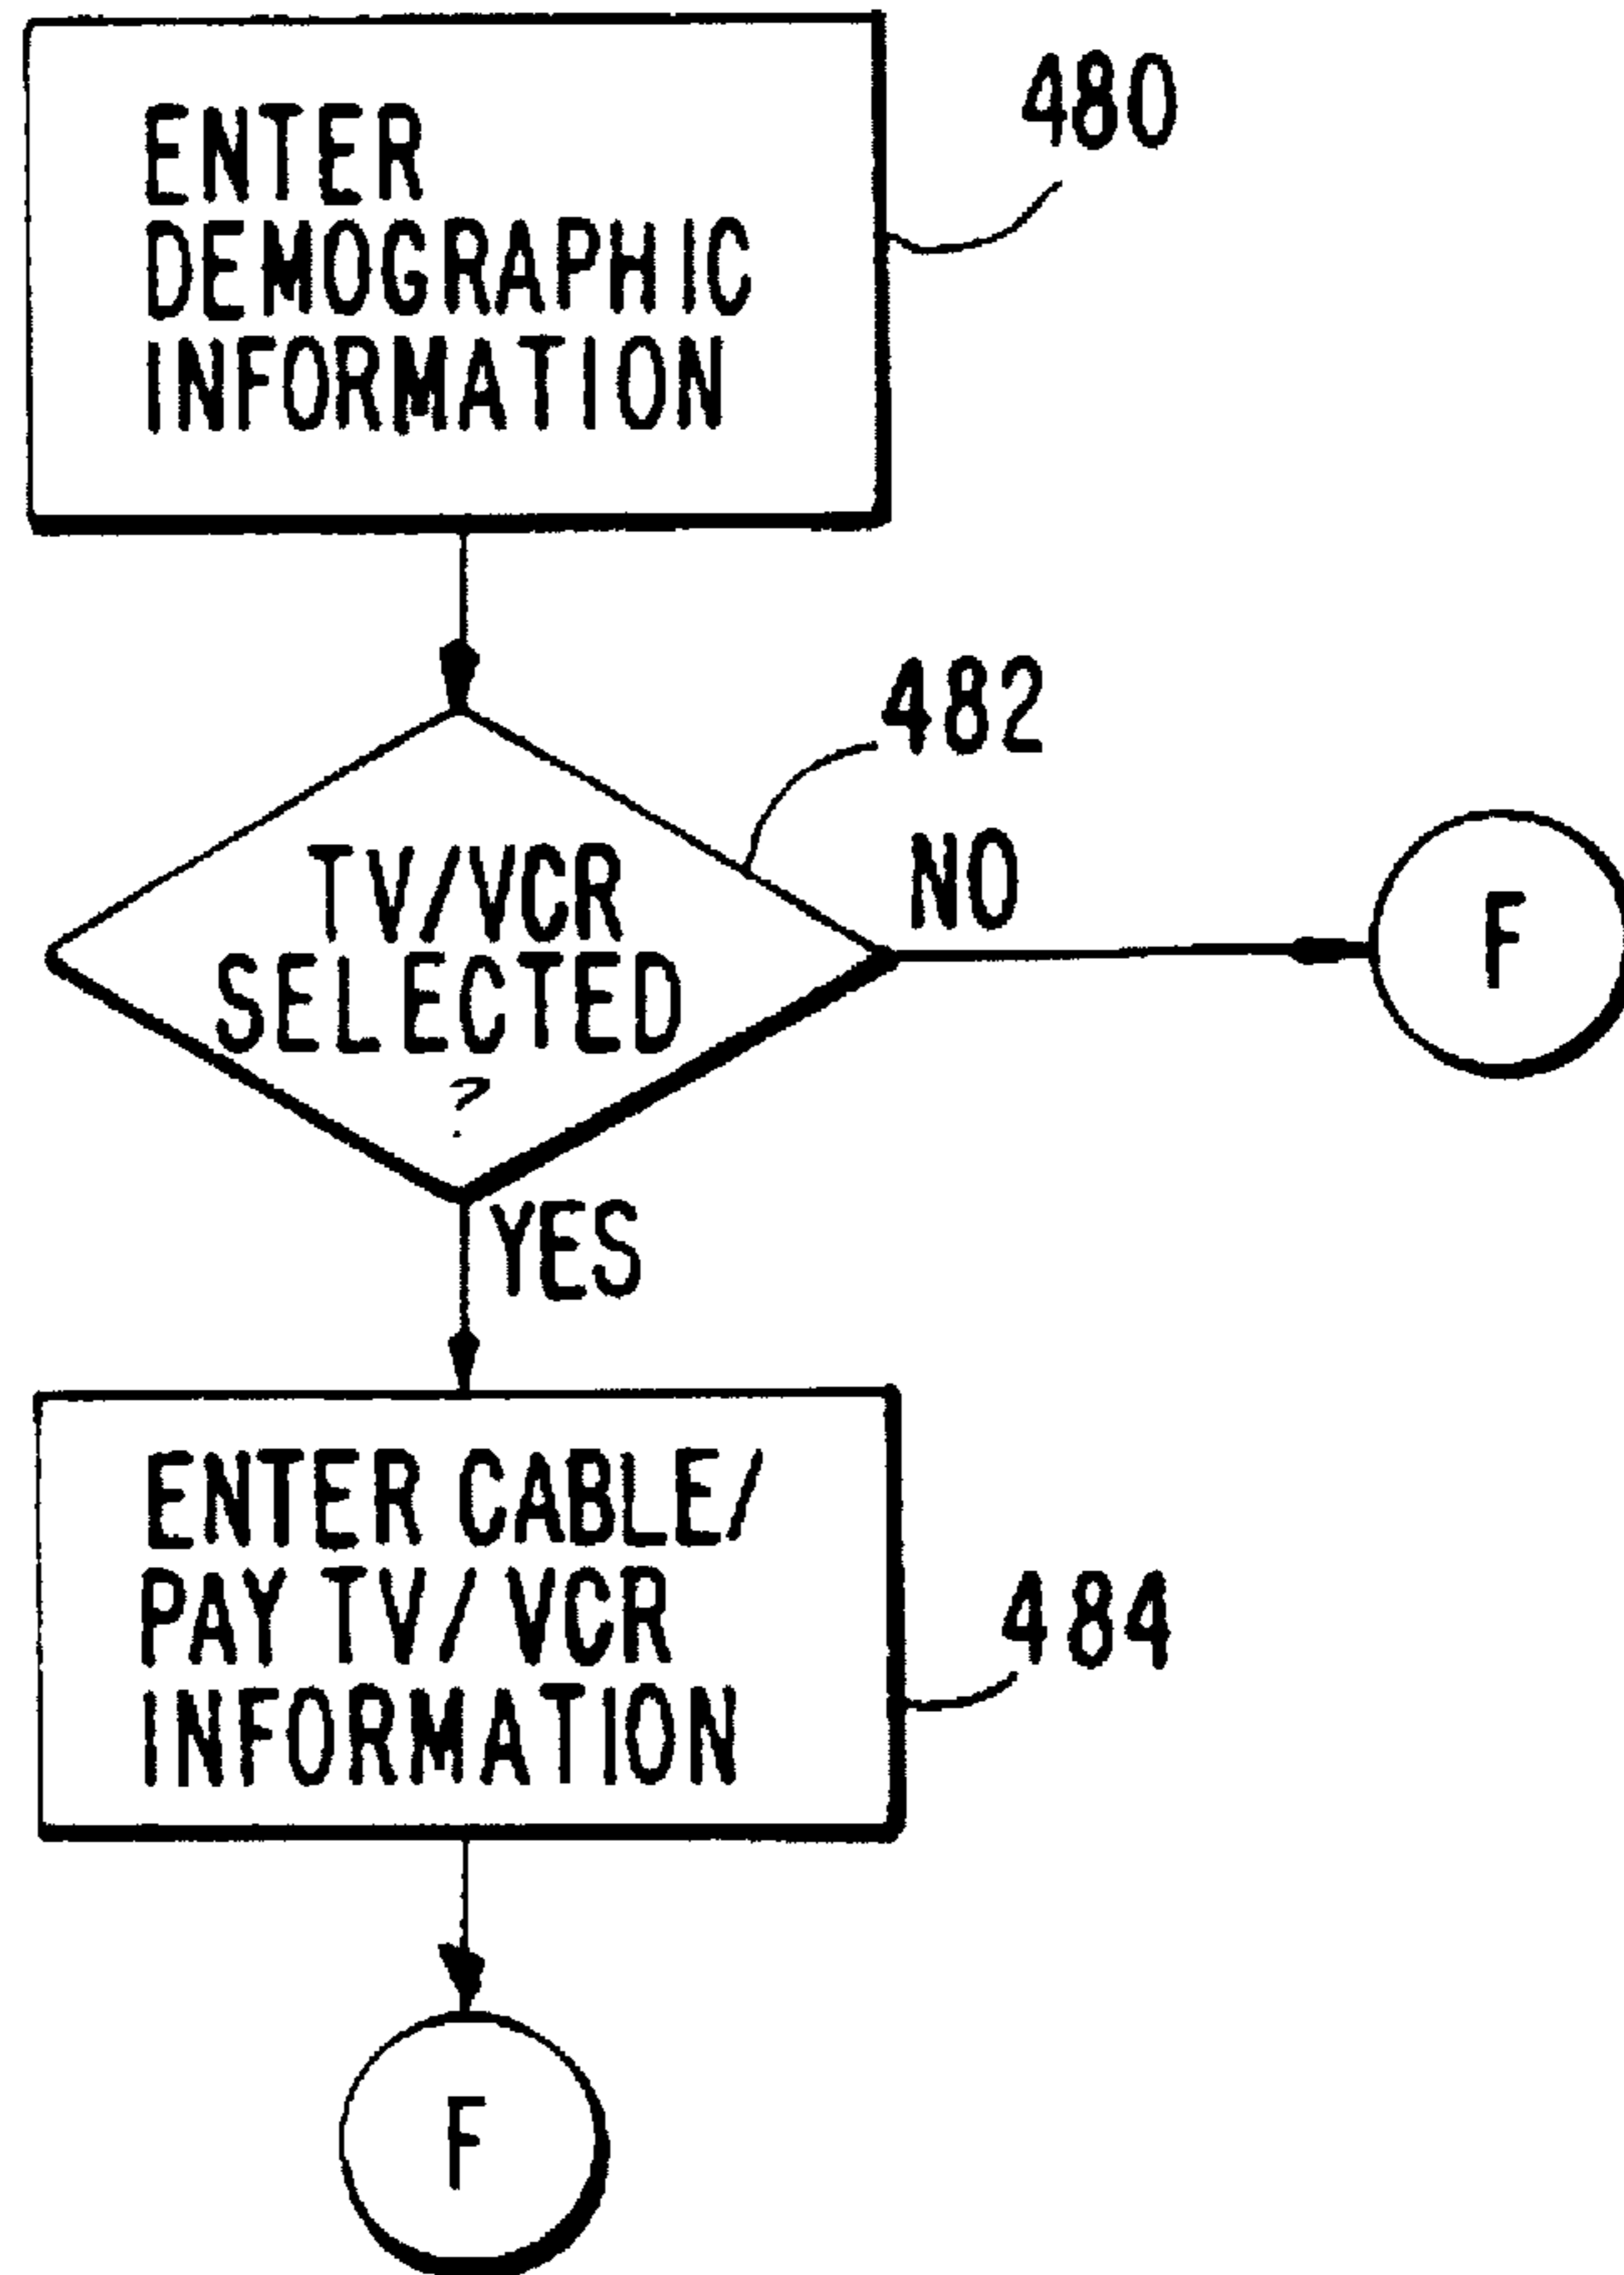 ENTER
DEMOGRAPHIC
INFORMATION
480
482
TV/VCR
SELECTED
?
NO
F
YES
ENTER CABLE/
PAY TV/VCR
INFORMATION
484
F